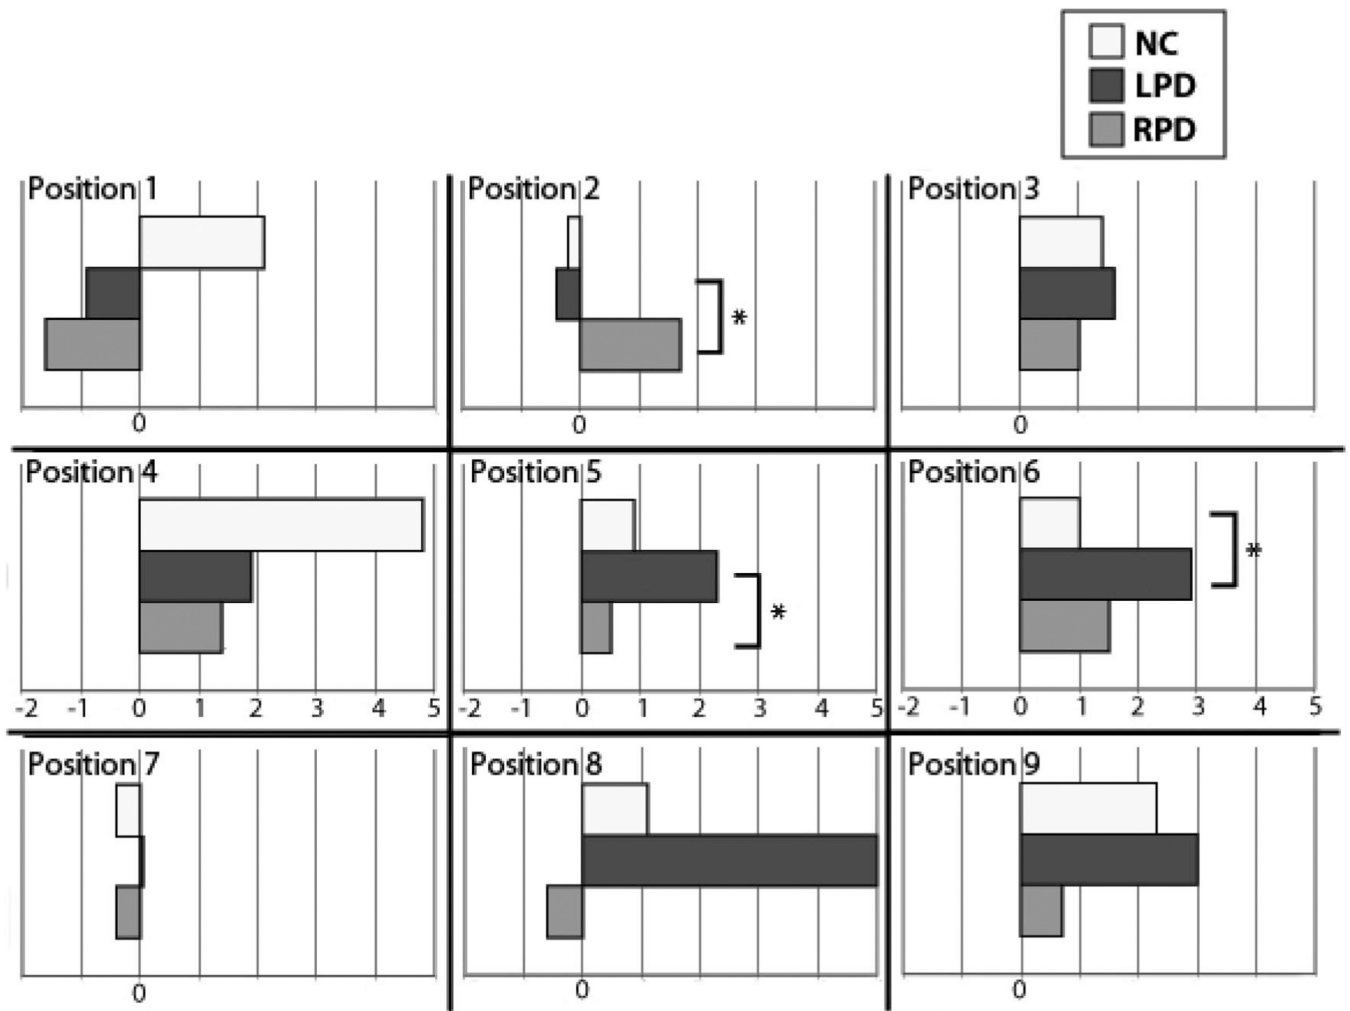 NC
LPD
RPD
Position 1
Position 2
Position 3
*
0
0
0
Position 4
Position 5
Position 6
*
*
-2 -1 0 1 2 3 4 5
-2 -1 0 1 2 3 4 5
-2 -1 0 1 2 3 4 5
Position 7
Position 8
Position 9
0
0
0